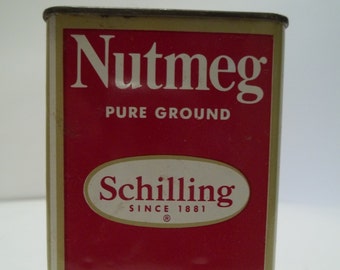 Nutmeg
PURE GROUND
Schilling
SINCE 1881
®